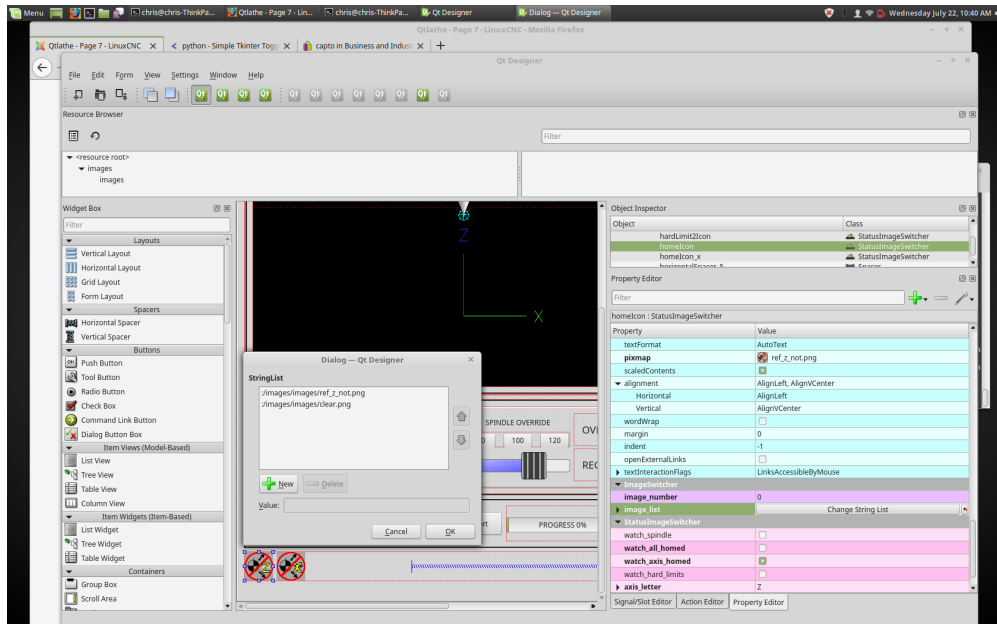 Menu
chris@chris-ThinkPa...
Qtlathe - Page 7 - Lin...
chris@chris-ThinkPa...
Qt Designer
Dialog — Qt Designer
Wednesday July 22, 10:40 AM
Qtlathe - Page 7 - LinuxCNC - Mozilla Firefox
Qtlathe - Page 7 - LinuxCNC
python - Simple Tkinter Togg
capto in Business and Indust
Qt Designer
File Edit Form View Settings Window Help
Resource Browser
Filter
<resource root>
images
images
Widget Box
Filter
Layouts
Vertical Layout
Horizontal Layout
Grid Layout
Form Layout
Spacers
Horizontal Spacer
Vertical Spacer
Buttons
Push Button
Tool Button
Radio Button
Check Box
Command Link Button
Dialog Button Box
Item Views (Model-Based)
List View
Tree View
Table View
Column View
Item Widgets (Item-Based)
List Widget
Tree Widget
Table Widget
Containers
Group Box
Scroll Area
Z
X
Dialog — Qt Designer
StringList
:/images/images/ref_z_not.png
:/images/images/clear.png
New
Delete
Value:
Cancel
OK
SPINDLE OVERRIDE
0 100 120
OVI
REC
rt
PROGRESS 0%
Z
X
Object Inspector
Object Class
hardLimit2Icon StatusImageSwitcher
homeIcon StatusImageSwitcher
homeIcon_x StatusImageSwitcher
horizontalSpacer_5 Spacer
Property Editor
Filter
homeIcon : StatusImageSwitcher
Property Value
textFormat AutoText
pixmap ref_z_not.png
scaledContents
alignment AlignLeft, AlignVCenter
Horizontal AlignLeft
Vertical AlignVCenter
wordWrap
margin 0
indent -1
openExternalLinks
textInteractionFlags LinksAccessibleByMouse
ImageSwitcher
image_number 0
image_list Change String List
StatusImageSwitcher
watch_spindle
watch_all_homed
watch_axis_homed
watch_hard_limits
axis_letter Z
Signal/Slot Editor Action Editor Property Editor